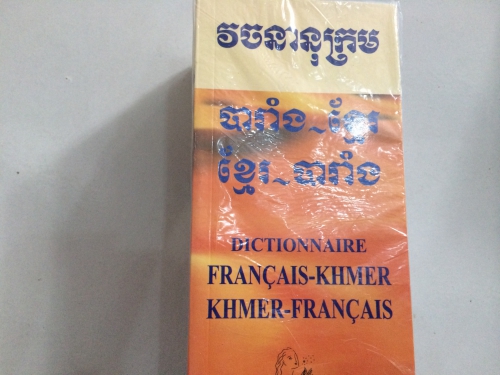 វចនានុក្រម
បារាំង_ខ្មែរ
ខ្មែរ_បារាំង
DICTIONNAIRE
FRANÇAIS-KHMER
KHMER-FRANÇAIS